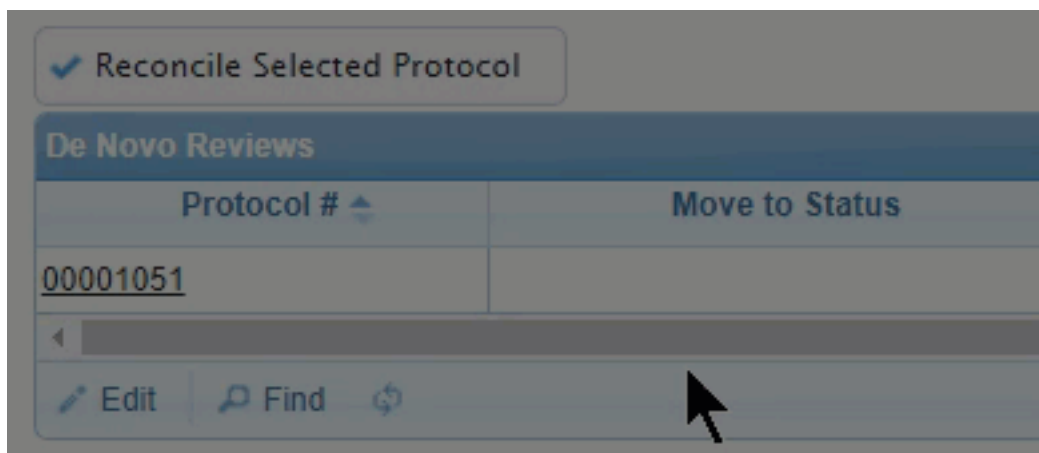 Reconcile Selected Protocol
De Novo Reviews
Protocol # Move to Status
00001051
Edit Find